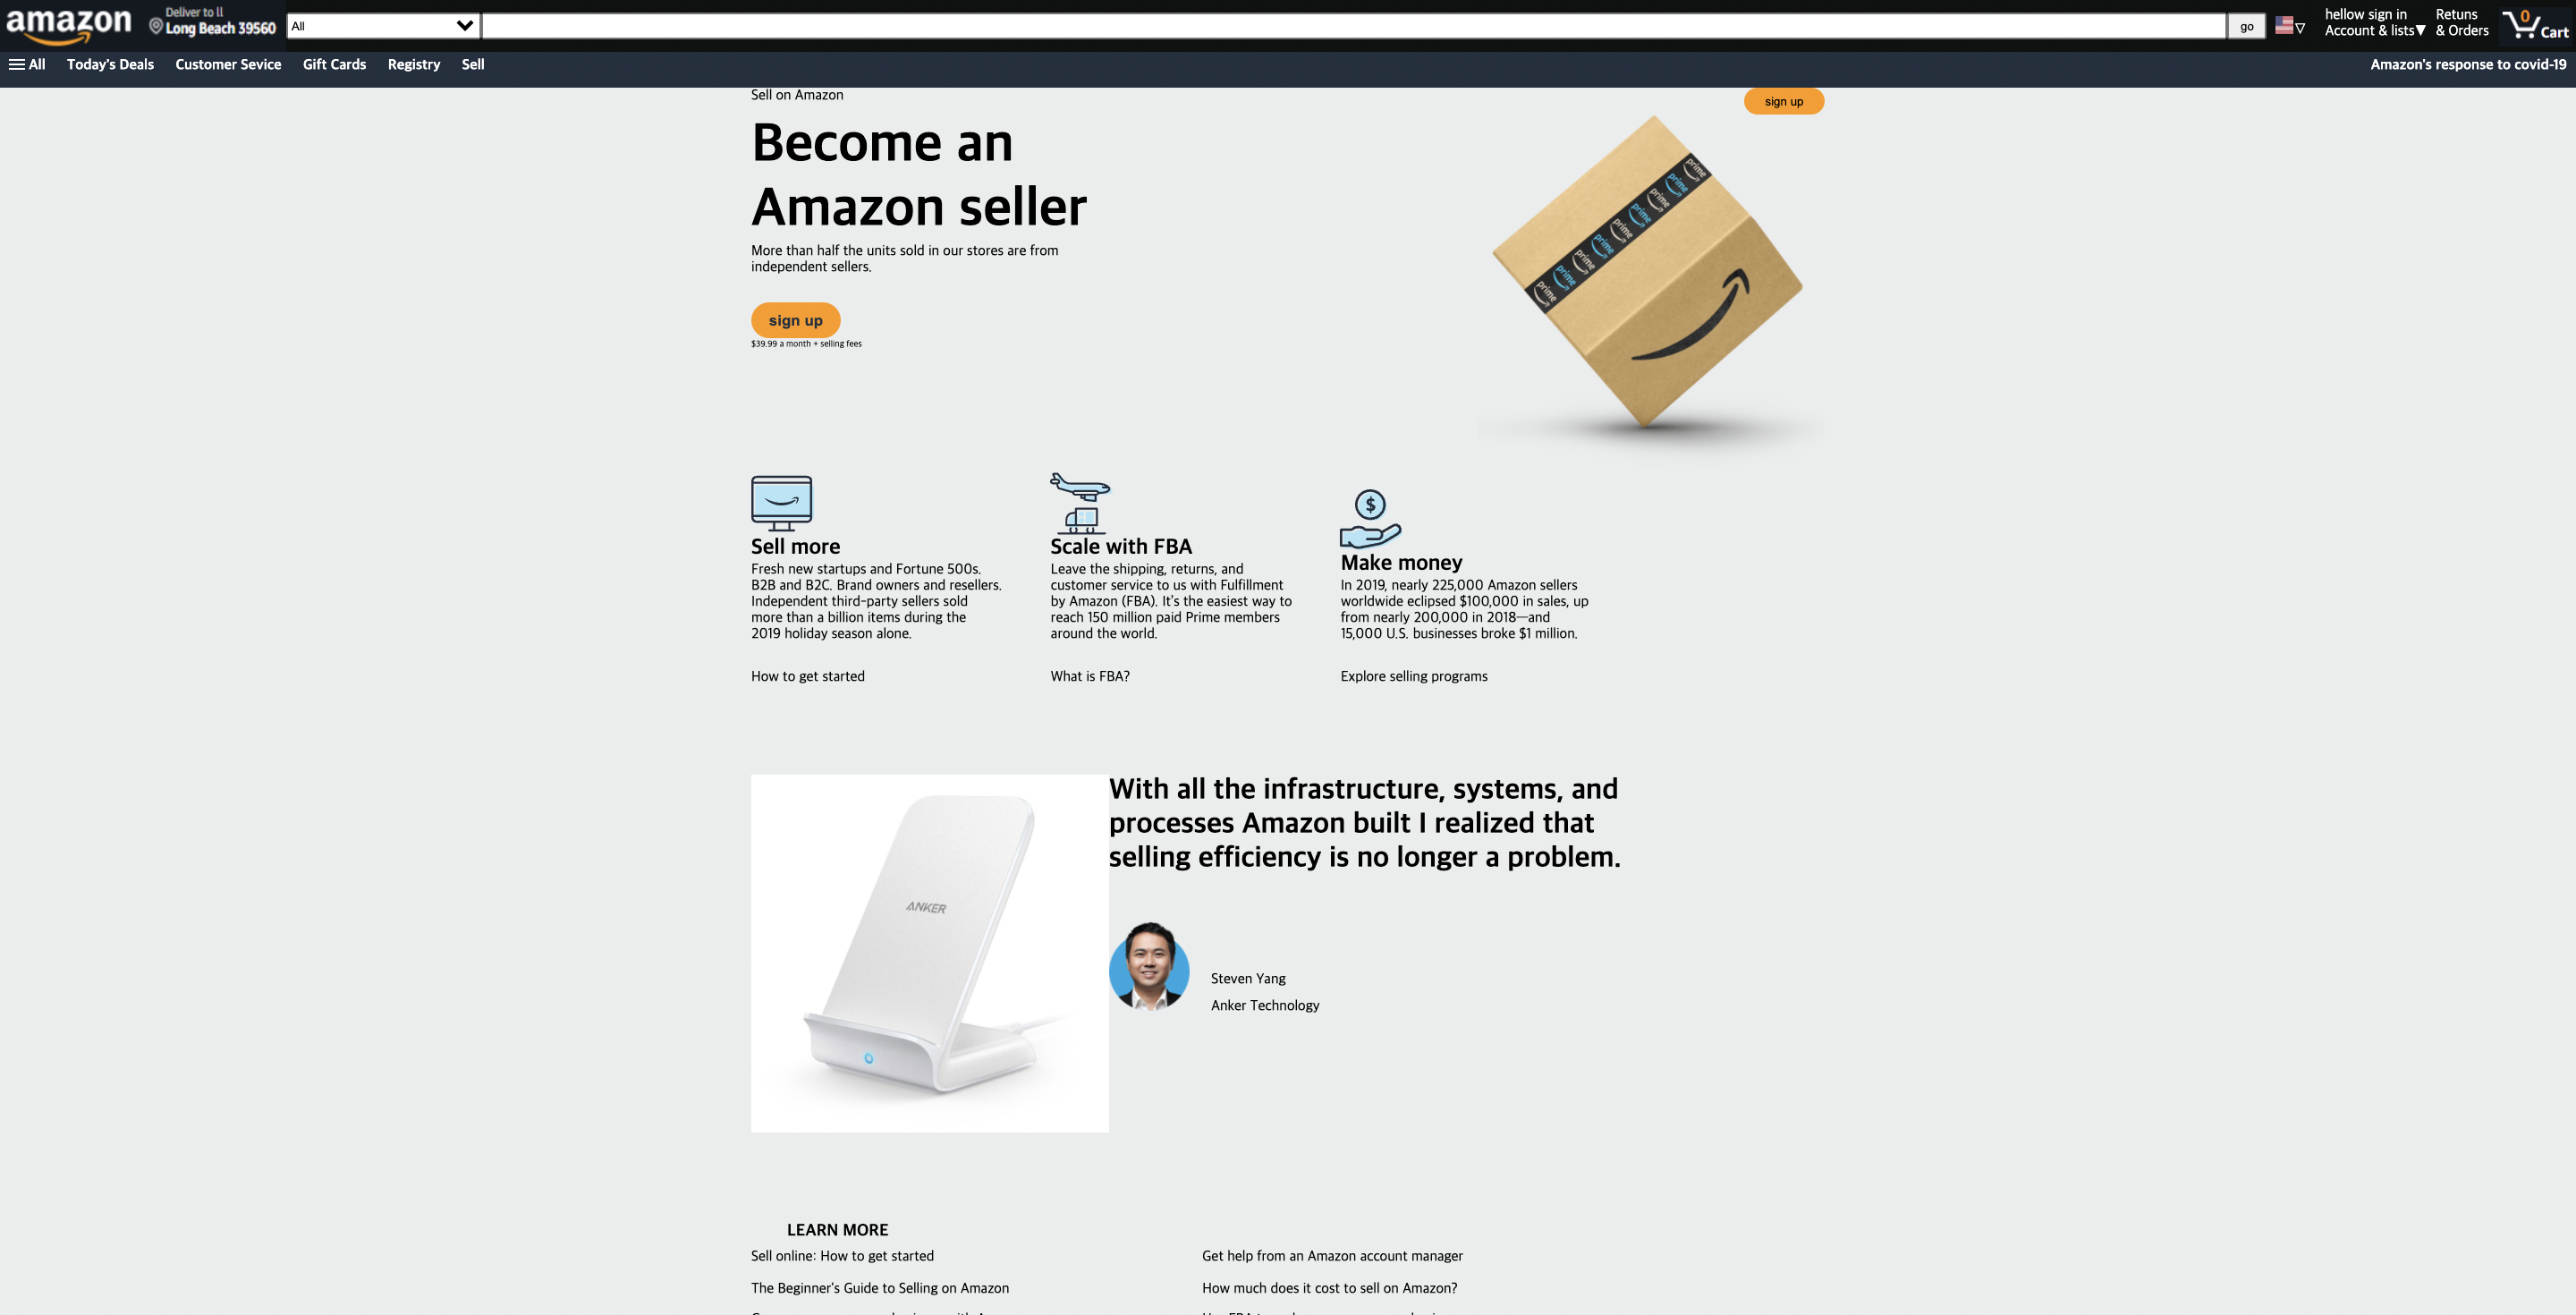 amazon
Deliver to ll
Long Beach 39560
All
go
hellow sign in
Account & lists▼
Retuns
& Orders
0
Cart
All
Today's Deals
Customer Sevice
Gift Cards
Registry
Sell
Amazon's response to covid-19
Sell on Amazon
sign up
Become an
Amazon seller
More than half the units sold in our stores are from
independent sellers.
sign up
$39.99 a month + selling fees
prime
prime
prime
prime
prime
prime
prime
prime
prime
$
Sell more
Fresh new startups and Fortune 500s.
B2B and B2C. Brand owners and resellers.
Independent third-party sellers sold
more than a billion items during the
2019 holiday season alone.
How to get started
Scale with FBA
Leave the shipping, returns, and
customer service to us with Fulfillment
by Amazon (FBA). It's the easiest way to
reach 150 million paid Prime members
around the world.
What is FBA?
Make money
In 2019, nearly 225,000 Amazon sellers
worldwide eclipsed $100,000 in sales, up
from nearly 200,000 in 2018—and
15,000 U.S. businesses broke $1 million.
Explore selling programs
ANKER
With all the infrastructure, systems, and
processes Amazon built I realized that
selling efficiency is no longer a problem.
Steven Yang
Anker Technology
LEARN MORE
Sell online: How to get started
Get help from an Amazon account manager
The Beginner's Guide to Selling on Amazon
How much does it cost to sell on Amazon?